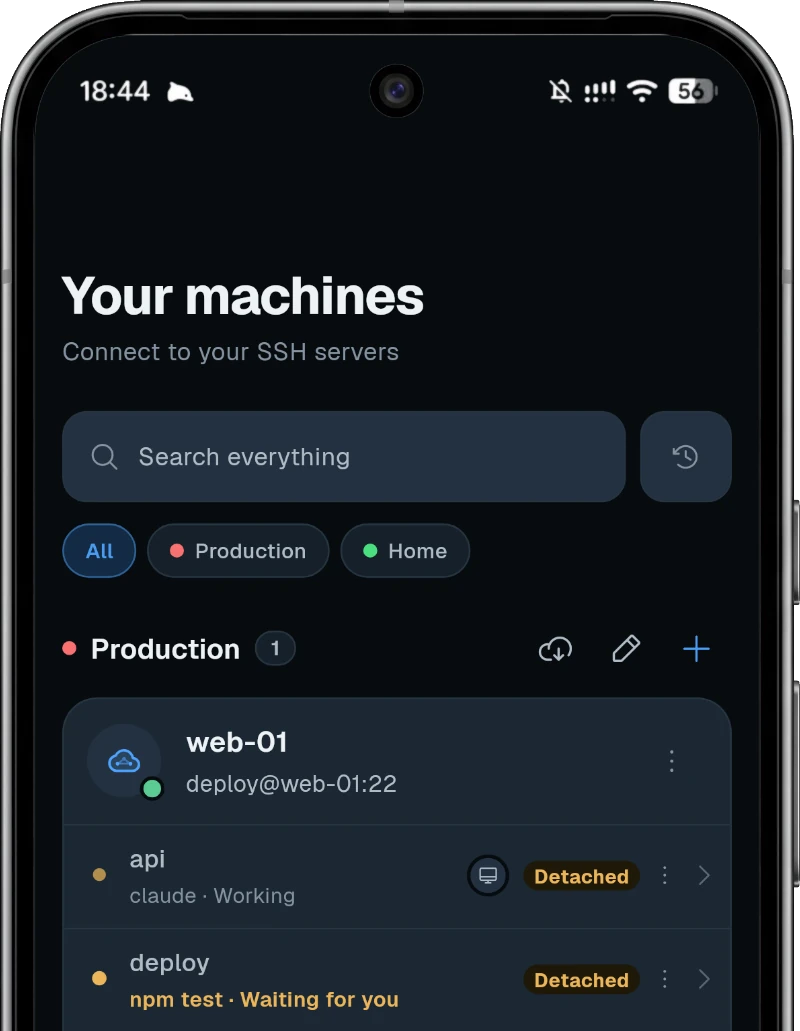 18:44
56
Your machines
Connect to your SSH servers
Search everything
All
Production
Home
Production 1
web-01
deploy@web-01:22
api
claude · Working
Detached
deploy
npm test · Waiting for you
Detached